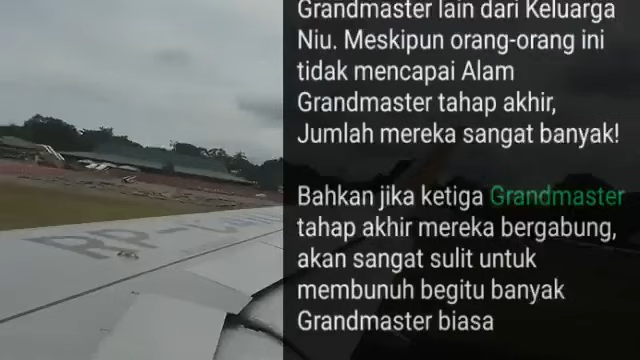 Grandmaster lain dari Keluarga
Niu. Meskipun orang-orang ini
tidak mencapai Alam
Grandmaster tahap akhir,
Jumlah mereka sangat banyak!
Bahkan jika ketiga Grandmaster
tahap akhir mereka bergabung,
akan sangat sulit untuk
membunuh begitu banyak
Grandmaster biasa